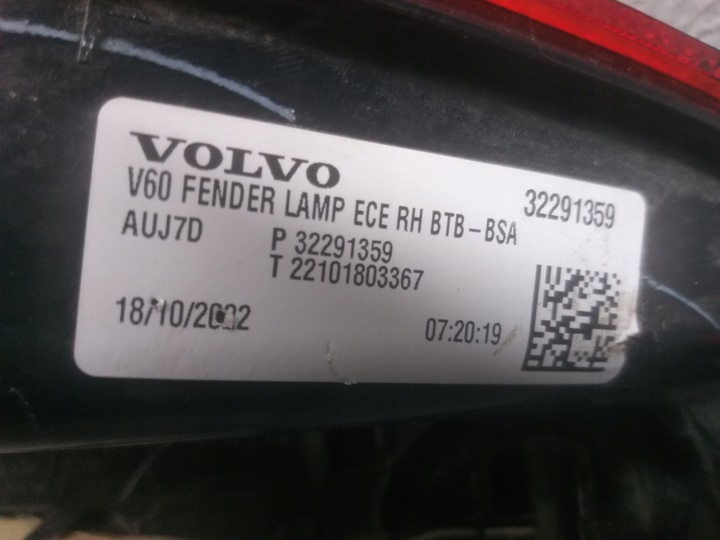 VOLVO
V60 FENDER LAMP ECE RH BTB-BSA 32291359
AUJ7D P 32291359
T 22101803367
18/10/2022 07:20:19